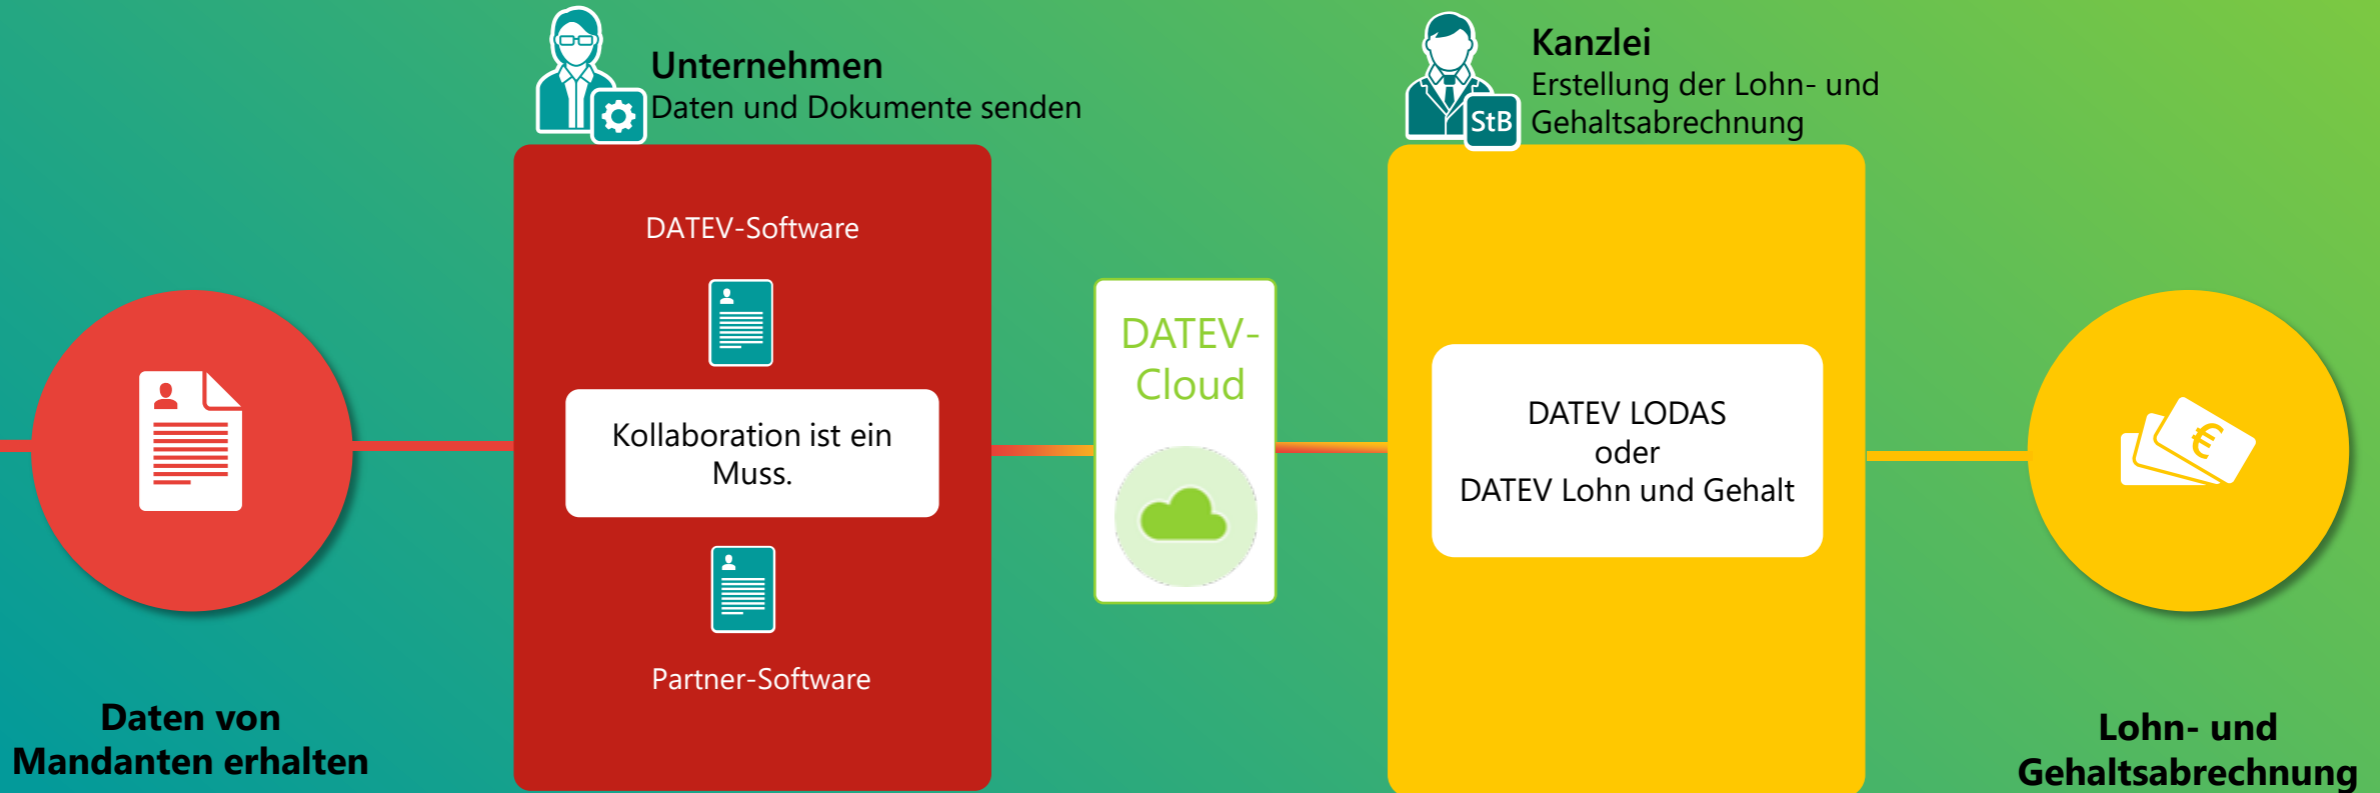 Unternehmen
Daten und Dokumente senden
DATEV-Software
Kollaboration ist ein
Muss.
Partner-Software
Daten von
Mandanten erhalten
DATEV-
Cloud
Kanzlei
Erstellung der Lohn- und
Gehaltsabrechnung
StB
DATEV LODAS
oder
DATEV Lohn und Gehalt
Lohn- und
Gehaltsabrechnung
€